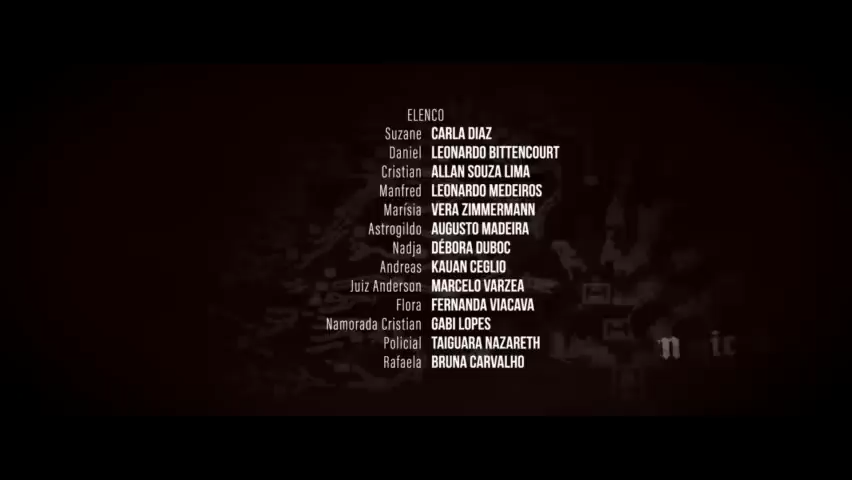 ELENCO
Suzane CARLA DIAZ
Daniel LEONARDO BITTENCOURT
Cristian ALLAN SOUZA LIMA
Manfred LEONARDO MEDEIROS
Marísia VERA ZIMMERMANN
Astrogildo AUGUSTO MADEIRA
Nadja DÉBORA DUBOC
Andreas KAUAN CEGLIO
Juiz Anderson MARCELO VARZEA
Flora FERNANDA VIACAVA
Namorada Cristian GABI LOPES
Policial TAIGUARA NAZARETH
Rafaela BRUNA CARVALHO